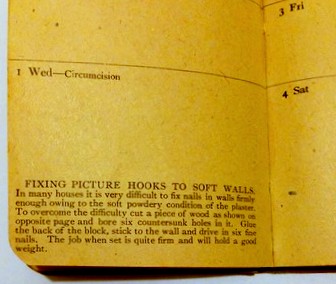 1 Wed—Circumcision
FIXING PICTURE HOOKS TO SOFT WALLS.
In many houses it is very difficult to fix nails in walls firmly
enough owing to the soft powdery condition of the plaster.
To overcome the difficulty cut a piece of wood as shown on
opposite page and bore six countersunk holes in it. Glue
the back of the block, stick to the wall and drive in six fine
nails. The job when set is quite firm and will hold a good
weight.
3 Fri
4 Sat